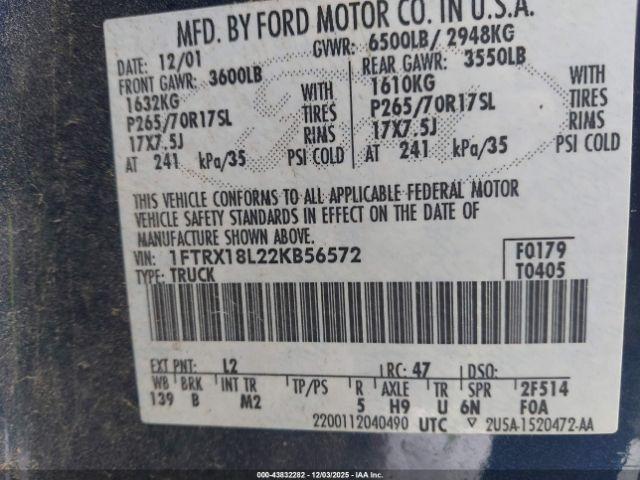 MFD. BY FORD MOTOR CO. IN U.S.A.
DATE: 12/01 GVWR: 6500LB/ 2948KG
FRONT GAWR: 3600LB REAR GAWR: 3550LB
1632KG WITH 1610KG WITH
P265/70R17SL TIRES P265/70R17SL TIRES
17X7.5J RIMS 17X7.5J RIMS
AT 241 kPa/35 PSI COLD AT 241 kPa/35 PSI COLD
THIS VEHICLE CONFORMS TO ALL APPLICABLE FEDERAL MOTOR
VEHICLE SAFETY STANDARDS IN EFFECT ON THE DATE OF
MANUFACTURE SHOWN ABOVE.
VIN: 1FTRX18L22KB56572 F0179
TYPE: TRUCK T0405
EXT PNT: L2 RC: 47 DSO:
WB BRK INT TR TP/PS R AXLE TR SPR 2F514
139 B M2 5 H9 U 6N F0A
2200112040490 UTC ▽ 2U5A-1520472-AA
© IAA Holdings, LLC. #000-43832282 - 12/03/2025 - IAAI.COM